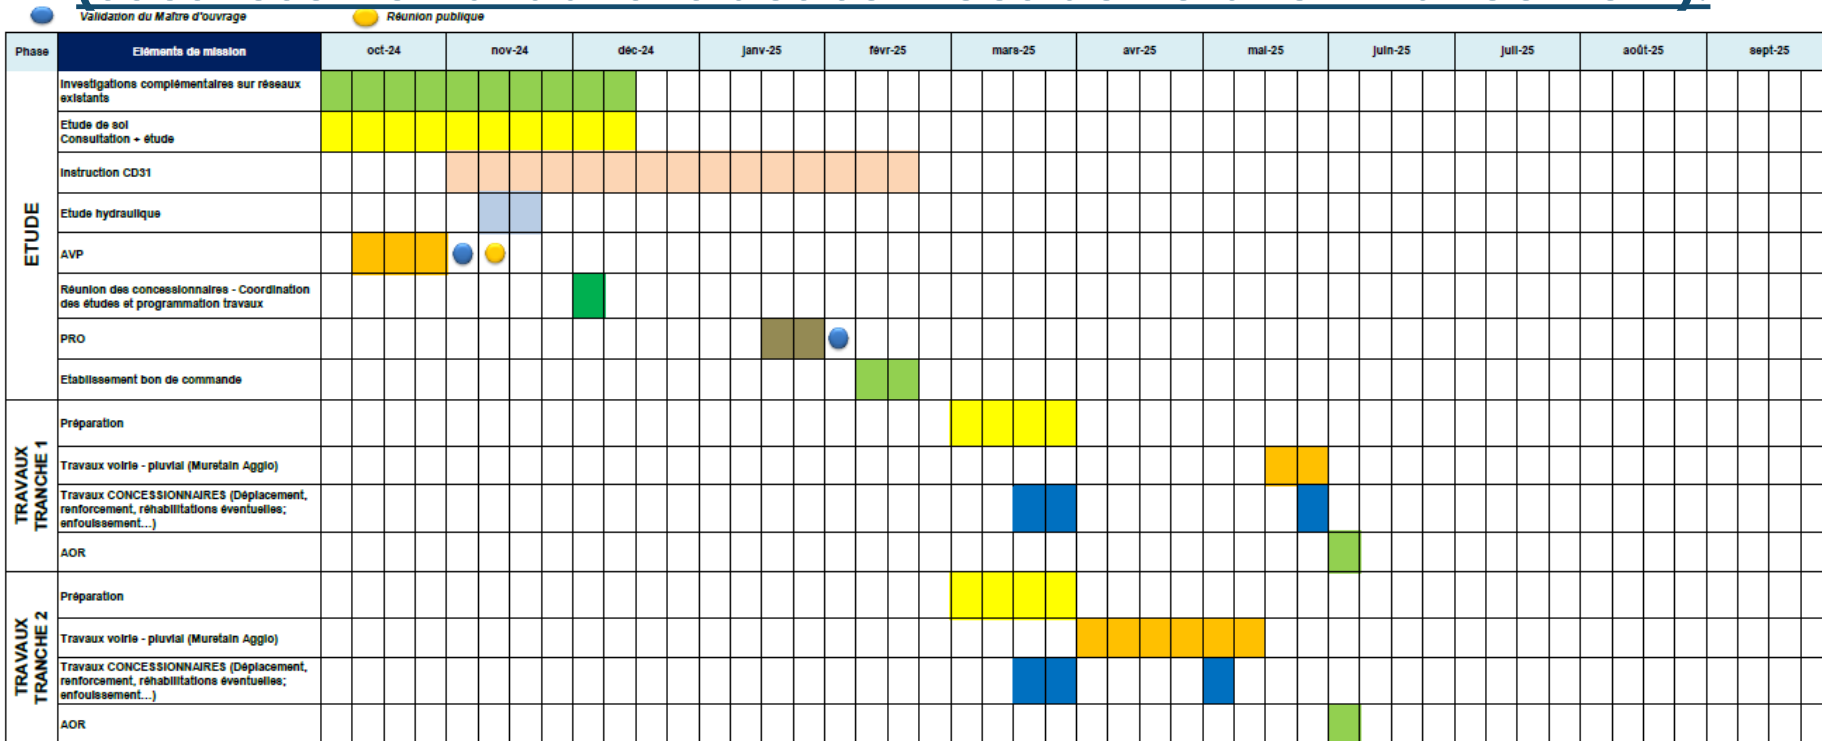 Validation du Maître d'ouvrage
Réunion publique
Phase
Eléments de mission
oct-24
nov-24
déc-24
janv-25
févr-25
mars-25
avr-25
mai-25
juin-25
juil-25
août-25
sept-25
ETUDE
Investigations complémentaires sur réseaux
existants
Etude de sol
Consultation + étude
Instruction CD31
Etude hydraulique
AVP
Réunion des concessionnaires - Coordination
des études et programmation travaux
PRO
Etablissement bon de commande
TRAVAUX
TRANCHE 1
Préparation
Travaux voirie - pluvial (Muretain Agglo)
Travaux CONCESSIONNAIRES (Déplacement,
renforcement, réhabilitations éventuelles;
enfouissement...)
AOR
TRAVAUX
TRANCHE 2
Préparation
Travaux voirie - pluvial (Muretain Agglo)
Travaux CONCESSIONNAIRES (Déplacement,
renforcement, réhabilitations éventuelles;
enfouissement...)
AOR